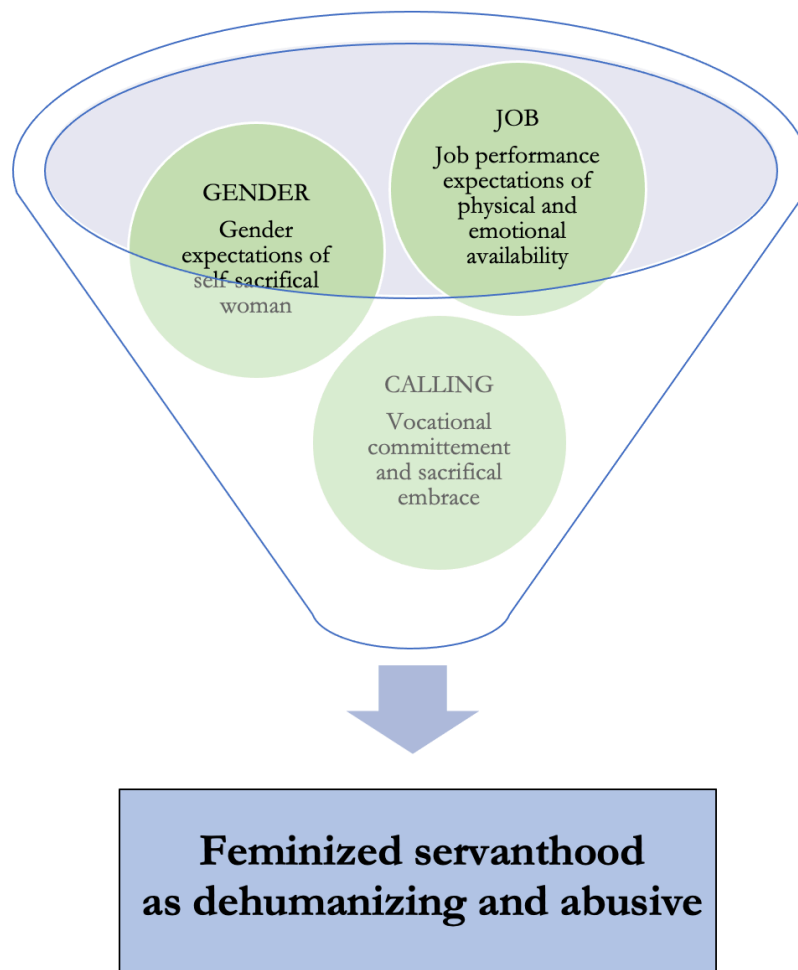 JOB
Job performance
expectations of
physical and
emotional
availability
GENDER
Gender
expectations of
self-sacrifical
woman
CALLING
Vocational
committement
and sacrifical
embrace
Feminized servanthood
as dehumanizing and abusive